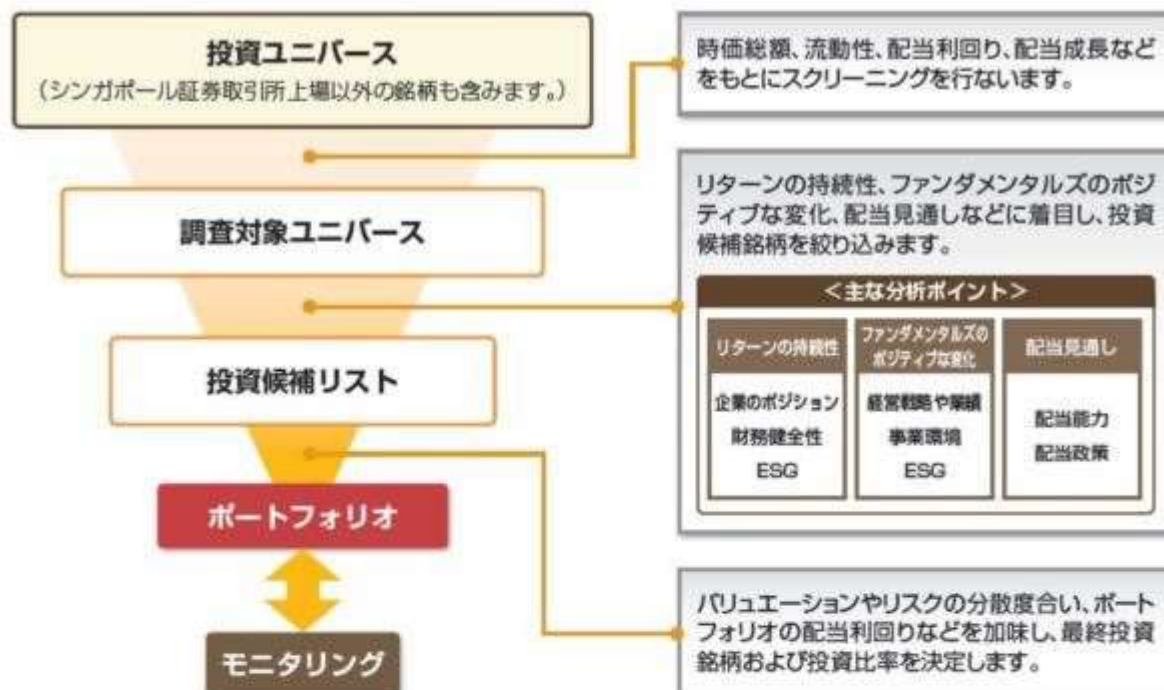 投資ユニバース
(シンガポール証券取引所上場以外の銘柄も含みます。)
時価総額、流動性、配当利回り、配当成長など
をもとにスクリーニングを行ないます。
調査対象ユニバース
リターンの持続性、ファンダメンタルズのポジ
ティブな変化、配当見通しなどに着目し、投資
候補銘柄を絞り込みます。
＜主な分析ポイント＞
リターンの持続性
企業のポジション
財務健全性
ESG
ファンダメンタルズの
ポジティブな変化
経営戦略や業績
事業環境
ESG
配当見通し
配当能力
配当政策
投資候補リスト
ポートフォリオ
バリュエーションやリスクの分散度合い、ポート
フォリオの配当利回りなどを加味し、最終投資
銘柄および投資比率を決定します。
モニタリング